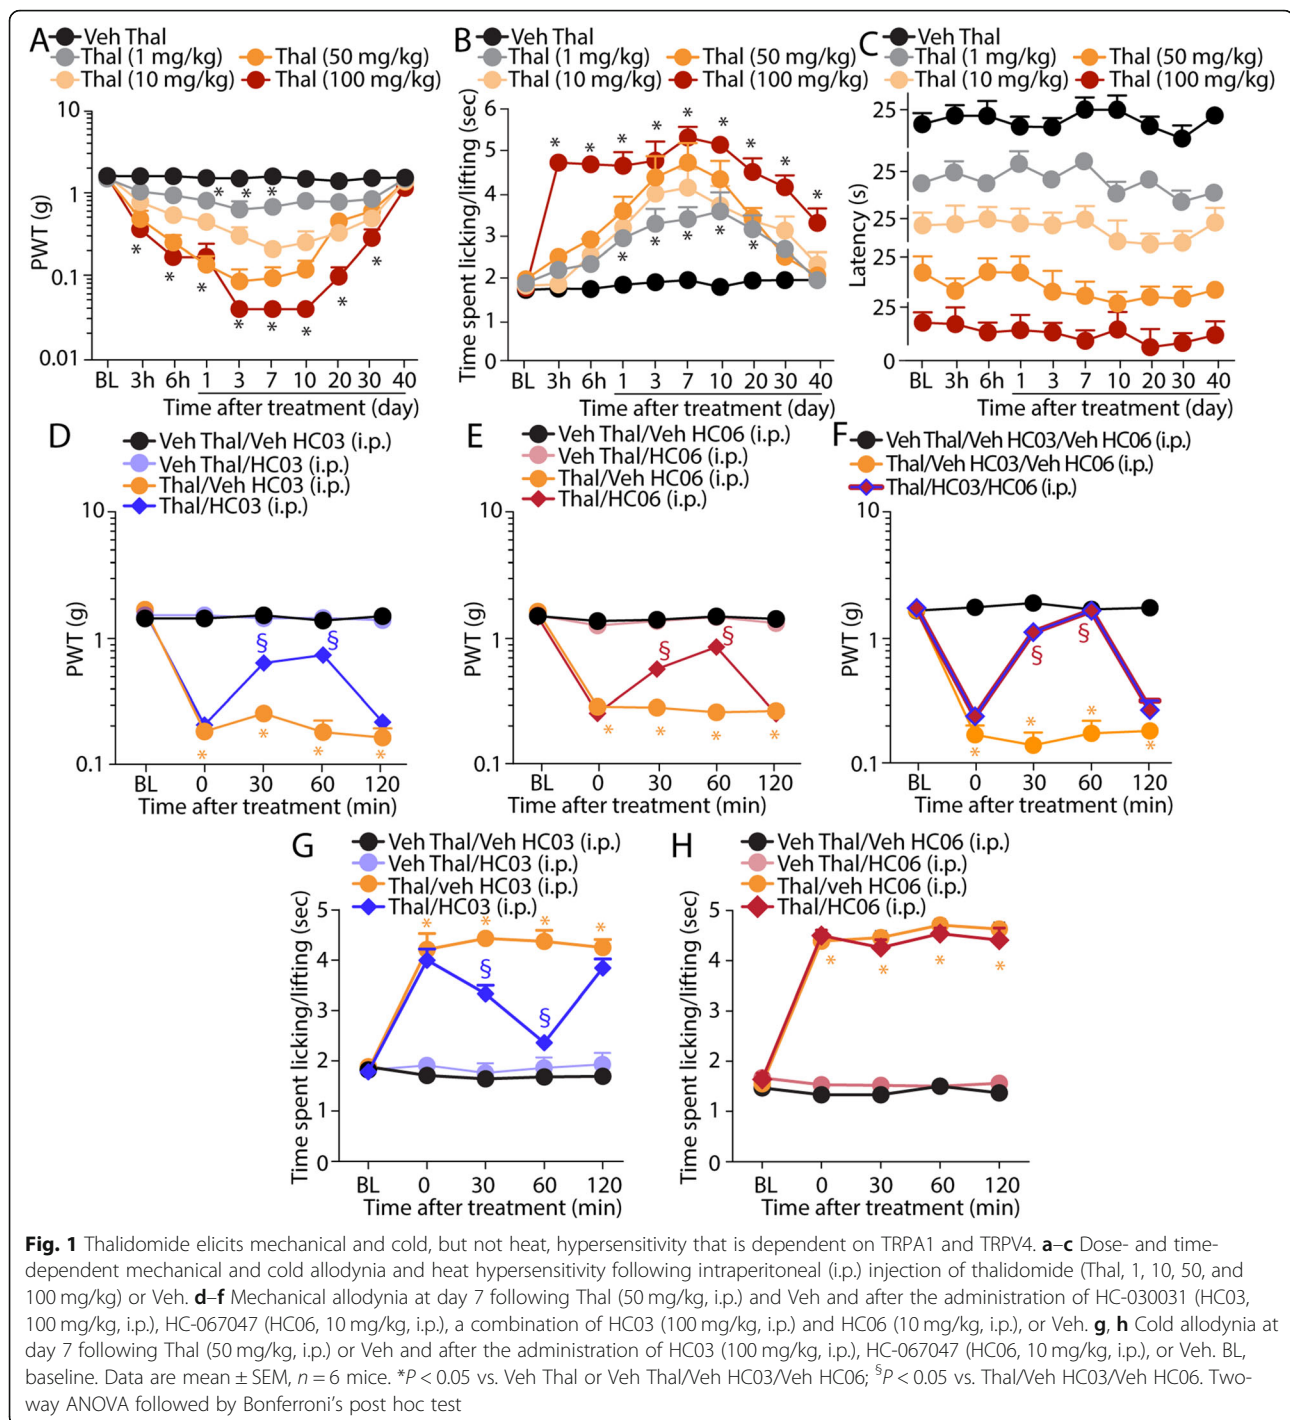 A
Veh Thal
Thal (1 mg/kg) Thal (50 mg/kg)
Thal (10 mg/kg) Thal (100 mg/kg)
PWT (g)
10
1
0.1
0.01
* * *
* * * * * * * *
BL 3h 6h 1 3 7 10 20 30 40
Time after treatment (day)
B
Veh Thal
Thal (1 mg/kg) Thal (50 mg/kg)
Thal (10 mg/kg) Thal (100 mg/kg)
Time spent licking/lifting (sec)
6
5
4
3
2
1
0
* * * * * * * * *
* * * * *
BL 3h 6h 1 3 7 10 20 30 40
Time after treatment (day)
C
Veh Thal
Thal (1 mg/kg) Thal (50 mg/kg)
Thal (10 mg/kg) Thal (100 mg/kg)
Latency (s)
25
25
25
25
25
0
BL 3h 6h 1 3 7 10 20 30 40
Time after treatment (day)
D
Veh Thal/Veh HC03 (i.p.)
Veh Thal/HC03 (i.p.)
Thal/Veh HC03 (i.p.)
Thal/HC03 (i.p.)
PWT (g)
10
1
0.1
§ §
* * * *
BL 0 30 60 120
Time after treatment (min)
E
Veh Thal/Veh HC06 (i.p.)
Veh Thal/HC06 (i.p.)
Thal/Veh HC06 (i.p.)
Thal/HC06 (i.p.)
PWT (g)
10
1
0.1
§ §
* * * *
BL 0 30 60 120
Time after treatment (min)
F
Veh Thal/Veh HC03/Veh HC06 (i.p.)
Thal/Veh HC03/Veh HC06 (i.p.)
Thal/HC03/HC06 (i.p.)
PWT (g)
10
1
0.1
§ §
* * * *
BL 0 30 60 120
Time after treatment (min)
G
Veh Thal/Veh HC03 (i.p.)
Veh Thal/HC03 (i.p.)
Thal/veh HC03 (i.p.)
Thal/HC03 (i.p.)
Time spent licking/lifting (sec)
5
4
3
2
1
0
* * * *
§ §
BL 0 30 60 120
Time after treatment (min)
H
Veh Thal/Veh HC06 (i.p.)
Veh Thal/HC06 (i.p.)
Thal/veh HC06 (i.p.)
Thal/HC06 (i.p.)
Time spent licking/lifting (sec)
5
4
3
2
1
0
* * * *
BL 0 30 60 120
Time after treatment (min)
Fig. 1 Thalidomide elicits mechanical and cold, but not heat, hypersensitivity that is dependent on TRPA1 and TRPV4. a–c Dose- and time-
dependent mechanical and cold allodynia and heat hypersensitivity following intraperitoneal (i.p.) injection of thalidomide (Thal, 1, 10, 50, and
100 mg/kg) or Veh. d–f Mechanical allodynia at day 7 following Thal (50 mg/kg, i.p.) and Veh and after the administration of HC-030031 (HC03,
100 mg/kg, i.p.), HC-067047 (HC06, 10 mg/kg, i.p.), a combination of HC03 (100 mg/kg, i.p.) and HC06 (10 mg/kg, i.p.), or Veh. g, h Cold allodynia at
day 7 following Thal (50 mg/kg, i.p.) or Veh and after the administration of HC03 (100 mg/kg, i.p.), HC-067047 (HC06, 10 mg/kg, i.p.), or Veh. BL,
baseline. Data are mean ± SEM, n = 6 mice. *P < 0.05 vs. Veh Thal or Veh Thal/Veh HC03/Veh HC06; §P < 0.05 vs. Thal/Veh HC03/Veh HC06. Two-
way ANOVA followed by Bonferroni's post hoc test